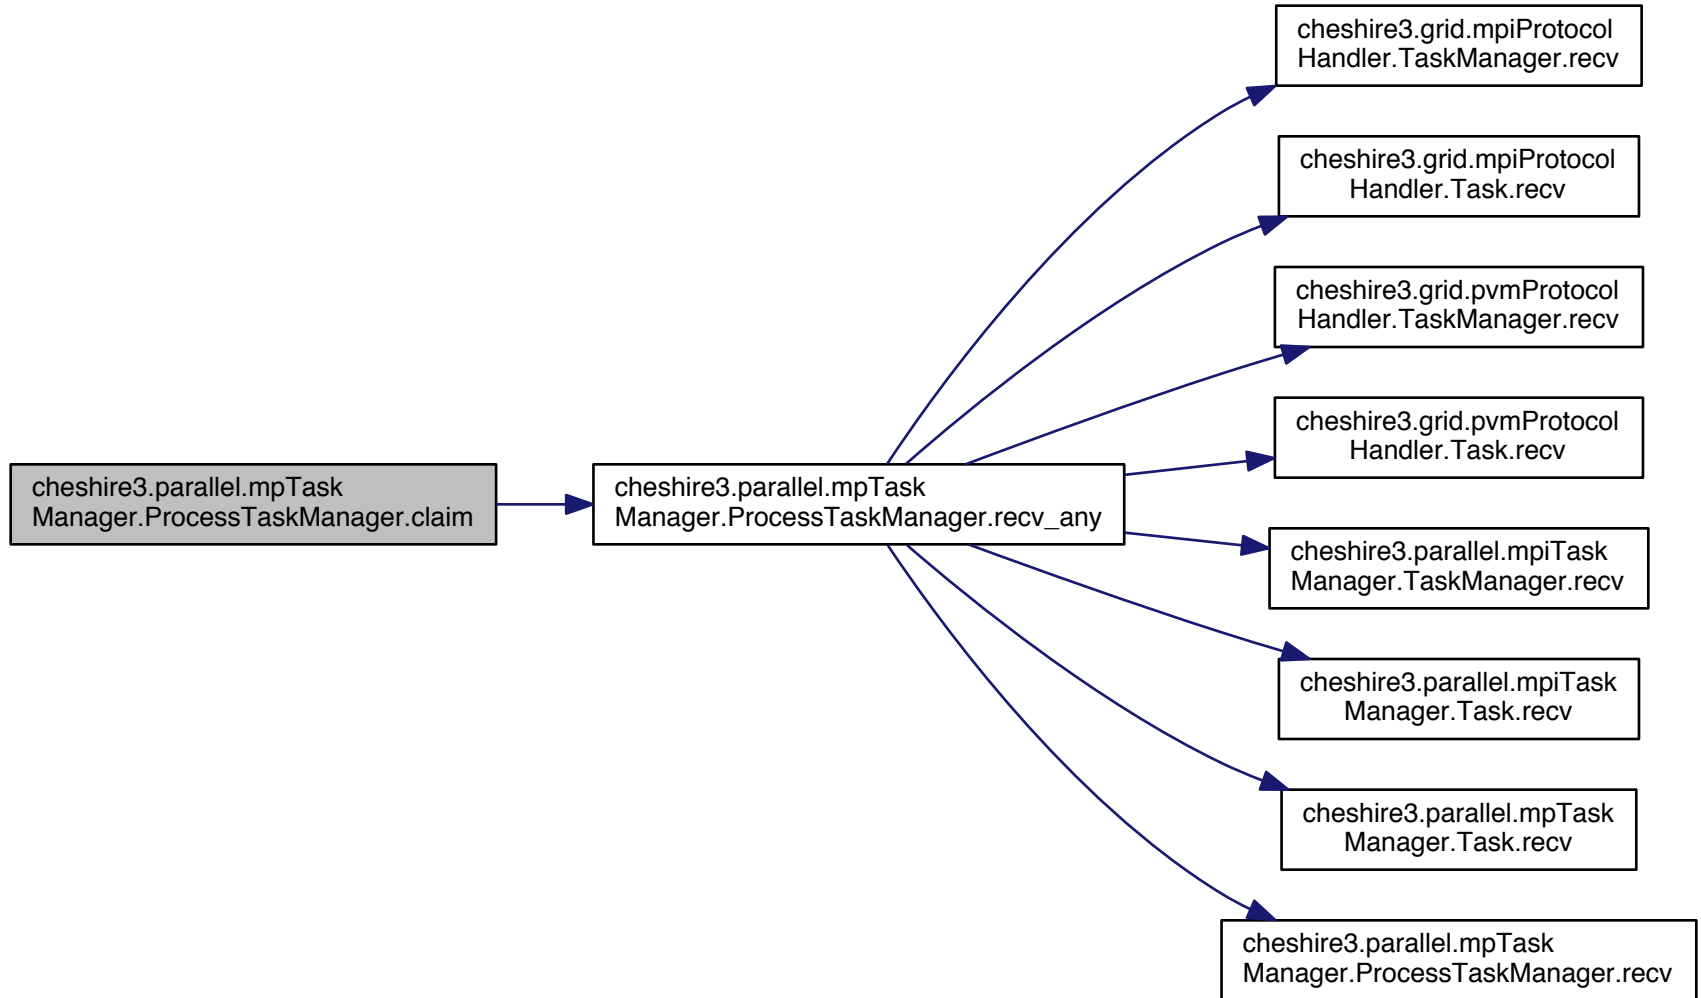 cheshire3.grid.mpiProtocol
Handler.TaskManager.recv
cheshire3.grid.mpiProtocol
Handler.Task.recv
cheshire3.grid.pvmProtocol
Handler.TaskManager.recv
cheshire3.grid.pvmProtocol
Handler.Task.recv
cheshire3.parallel.mpTask
Manager.ProcessTaskManager.claim
cheshire3.parallel.mpTask
Manager.ProcessTaskManager.recv_any
cheshire3.parallel.mpiTask
Manager.TaskManager.recv
cheshire3.parallel.mpiTask
Manager.Task.recv
cheshire3.parallel.mpTask
Manager.Task.recv
cheshire3.parallel.mpTask
Manager.ProcessTaskManager.recv